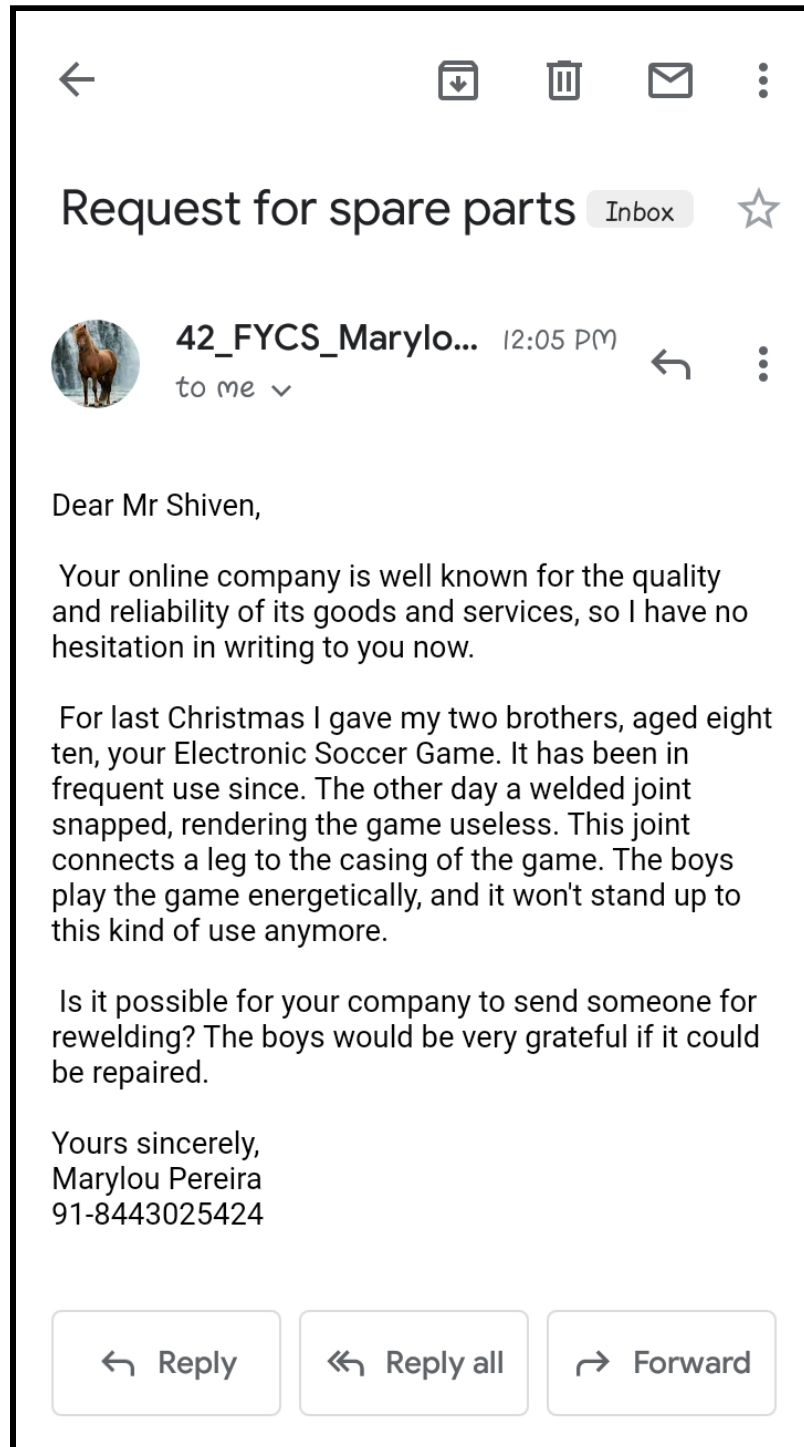 Request for spare parts Inbox
42_FYCS_Marylo... 12:05 PM
to me
Dear Mr Shiven,
Your online company is well known for the quality
and reliability of its goods and services, so I have no
hesitation in writing to you now.
For last Christmas I gave my two brothers, aged eight
ten, your Electronic Soccer Game. It has been in
frequent use since. The other day a welded joint
snapped, rendering the game useless. This joint
connects a leg to the casing of the game. The boys
play the game energetically, and it won't stand up to
this kind of use anymore.
Is it possible for your company to send someone for
rewelding? The boys would be very grateful if it could
be repaired.
Yours sincerely,
Marylou Pereira
91-8443025424
Reply Reply all Forward